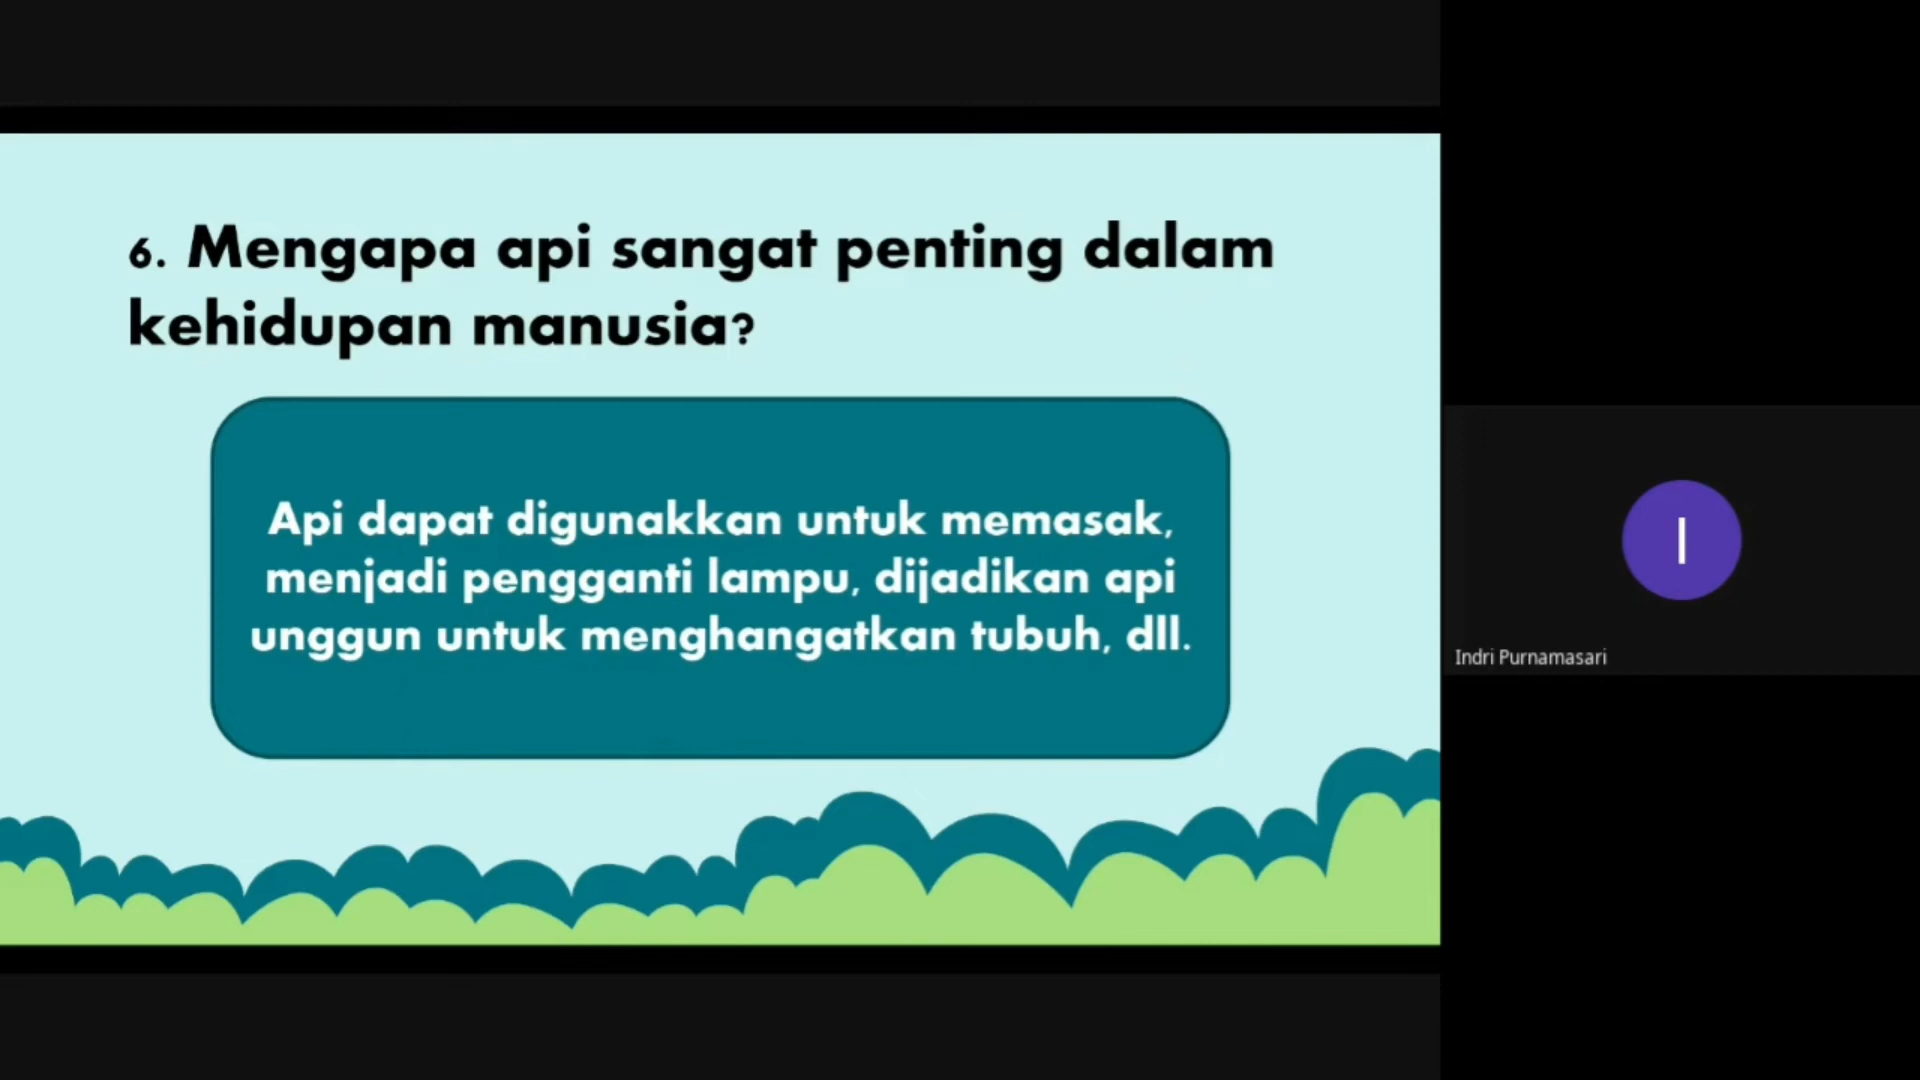 6. Mengapa api sangat penting dalam
kehidupan manusia?
Api dapat digunakkan untuk memasak,
menjadi pengganti lampu, dijadikan api
unggun untuk menghangatkan tubuh, dll.
I
Indri Purnamasari